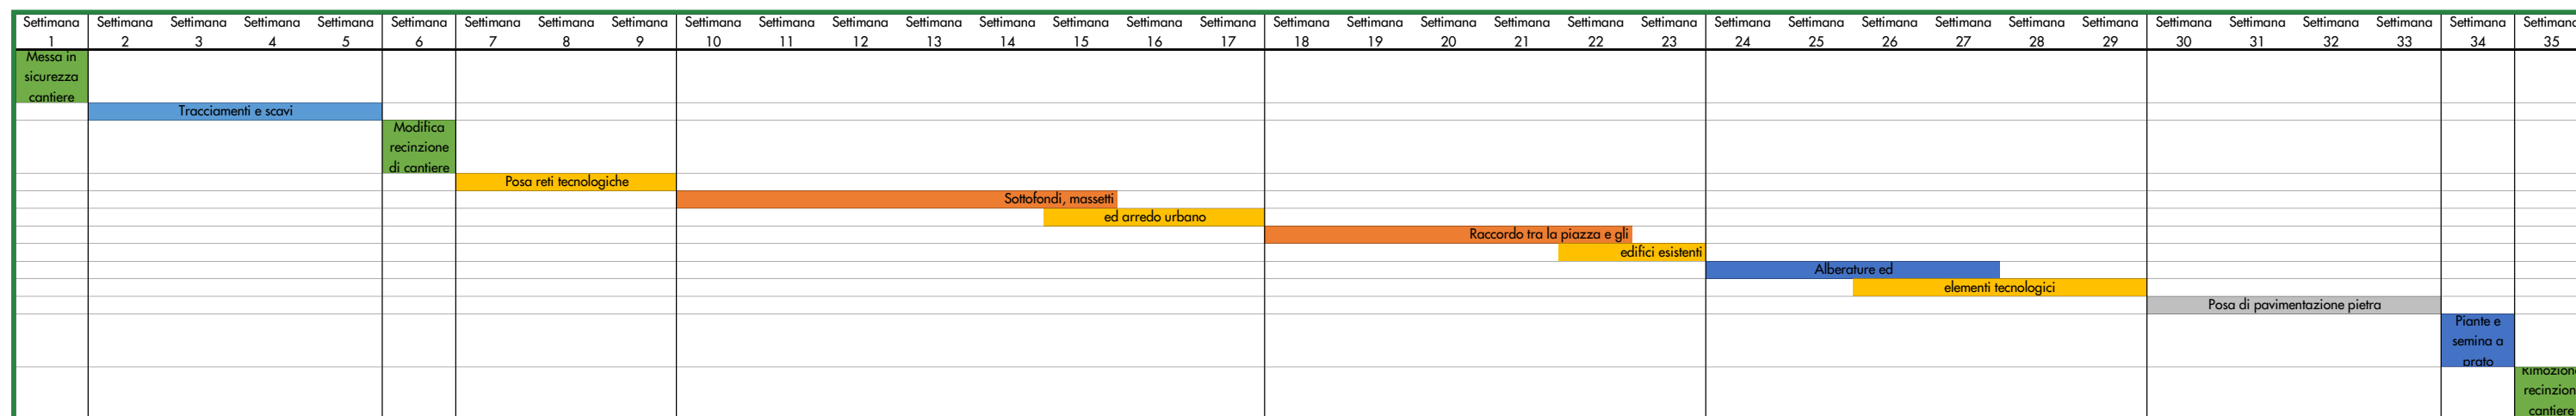 Settimana Settimana Settimana Settimana Settimana Settimana Settimana Settimana Settimana Settimana Settimana Settimana Settimana Settimana Settimana Settimana Settimana Settimana Settimana Settimana Settimana Settimana Settimana Settimana Settimana Settimana Settimana Settimana Settimana Settimana Settimana Settimana Settimana Settimana Settimana
1 2 3 4 5 6 7 8 9 10 11 12 13 14 15 16 17 18 19 20 21 22 23 24 25 26 27 28 29 30 31 32 33 34 35
Messa in
sicurezza
cantiere
Tracciamenti e scavi
Modifica
recinzione
di cantiere
Posa reti tecnologiche
Sottofondi, massetti
ed arredo urbano
Raccordo tra la piazza e gli
edifici esistenti
Alberature ed
elementi tecnologici
Posa di pavimentazione pietra
Piante e
semina a
prato
Rimozione
recinzion
cantiere